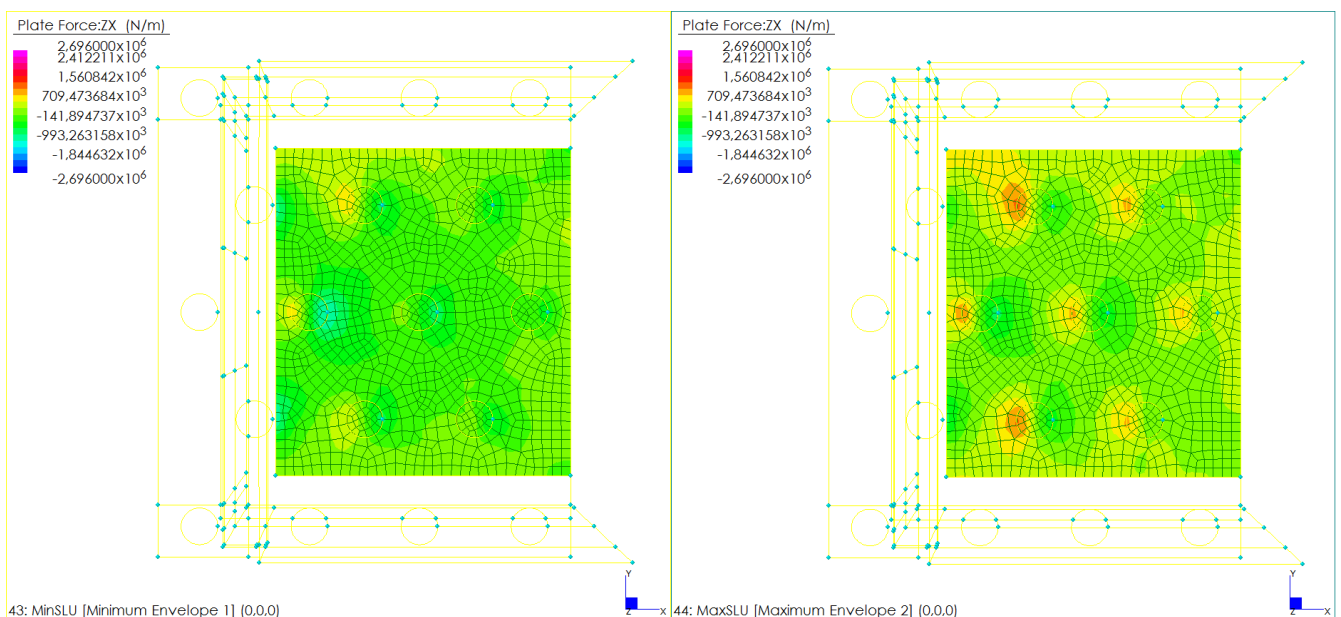 Plate Force:ZX (N/m)
2.696000x10^6
2.412211x10^6
1.560842x10^6
709.473684x10^3
-141.894737x10^3
-993.263158x10^3
-1.844632x10^6
-2.696000x10^6
Y
Z
X
43: MinSLU [Minimum Envelope 1] (0,0,0)
Plate Force:ZX (N/m)
2.696000x10^6
2.412211x10^6
1.560842x10^6
709.473684x10^3
-141.894737x10^3
-993.263158x10^3
-1.844632x10^6
-2.696000x10^6
Y
Z
X
44: MaxSLU [Maximum Envelope 2] (0,0,0)